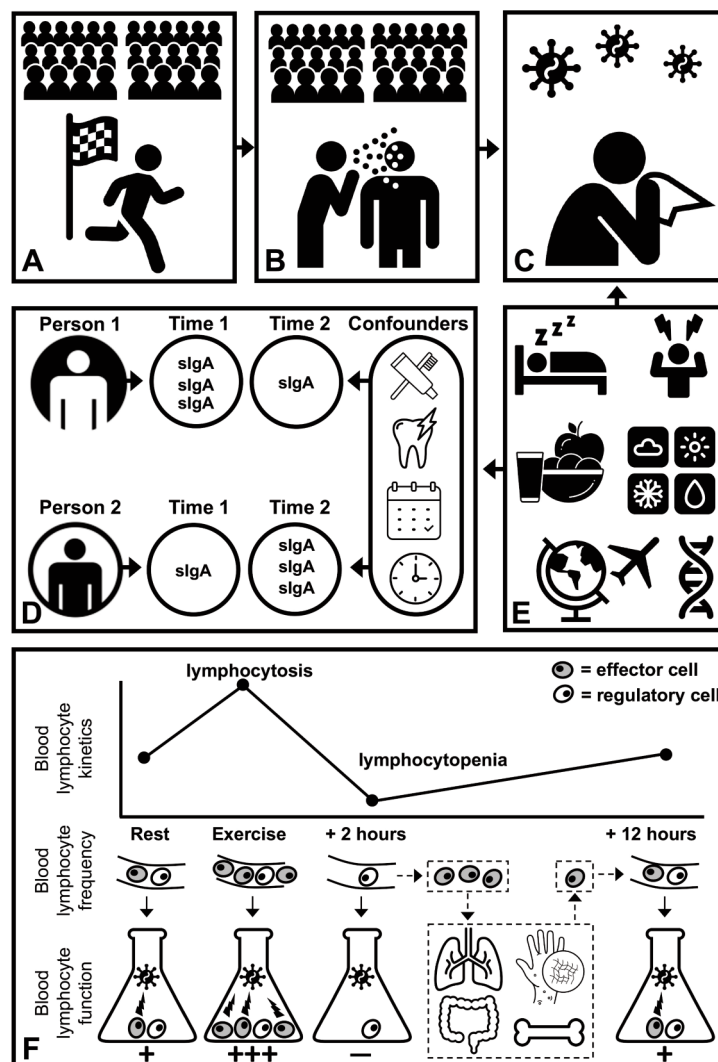 A
B
C
Person 1 Time 1 Time 2 Confounders
sIgA
sIgA
sIgA
sIgA
Person 2 Time 1 Time 2
sIgA
sIgA
sIgA
sIgA
D
z z z
E
lymphocytosis
= effector cell
= regulatory cell
lymphocytopenia
Blood
lymphocyte
kinetics
Rest Exercise + 2 hours + 12 hours
Blood
lymphocyte
frequency
Blood
lymphocyte
function
F
+ +++ – +